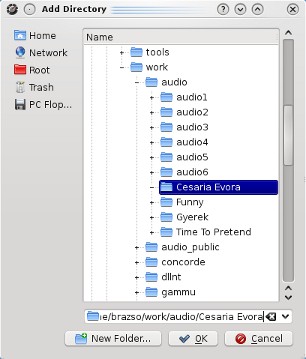 Add Directory
Home
Network
Root
Trash
PC Flop...
Name
tools
work
audio
audio1
audio2
audio3
audio4
audio5
audio6
Cesaria Evora
Funny
Gyerek
Time To Pretend
audio_public
concorde
dllnt
gammu
ıe/brazso/work/audio/Cesaria Evora
New Folder...
OK
Cancel